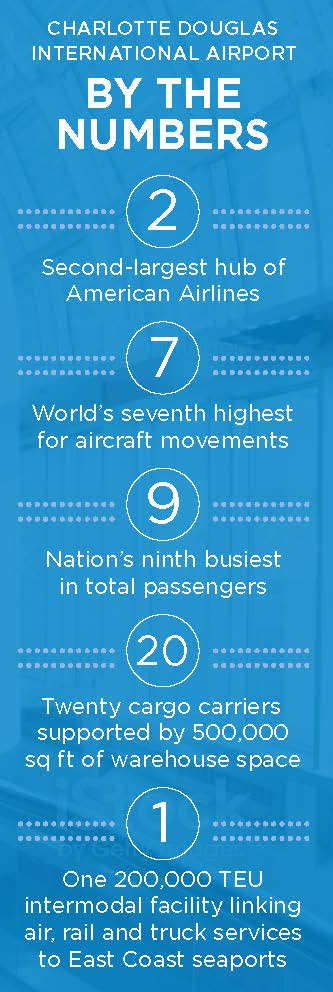 CHARLOTTE DOUGLAS
INTERNATIONAL AIRPORT
BY THE
NUMBERS
2
Second-largest hub of
American Airlines
7
World's seventh highest
for aircraft movements
9
Nation's ninth busiest
in total passengers
20
Twenty cargo carriers
supported by 500,000
sq ft of warehouse space
1
One 200,000 TEU
intermodal facility linking
air, rail and truck services
to East Coast seaports